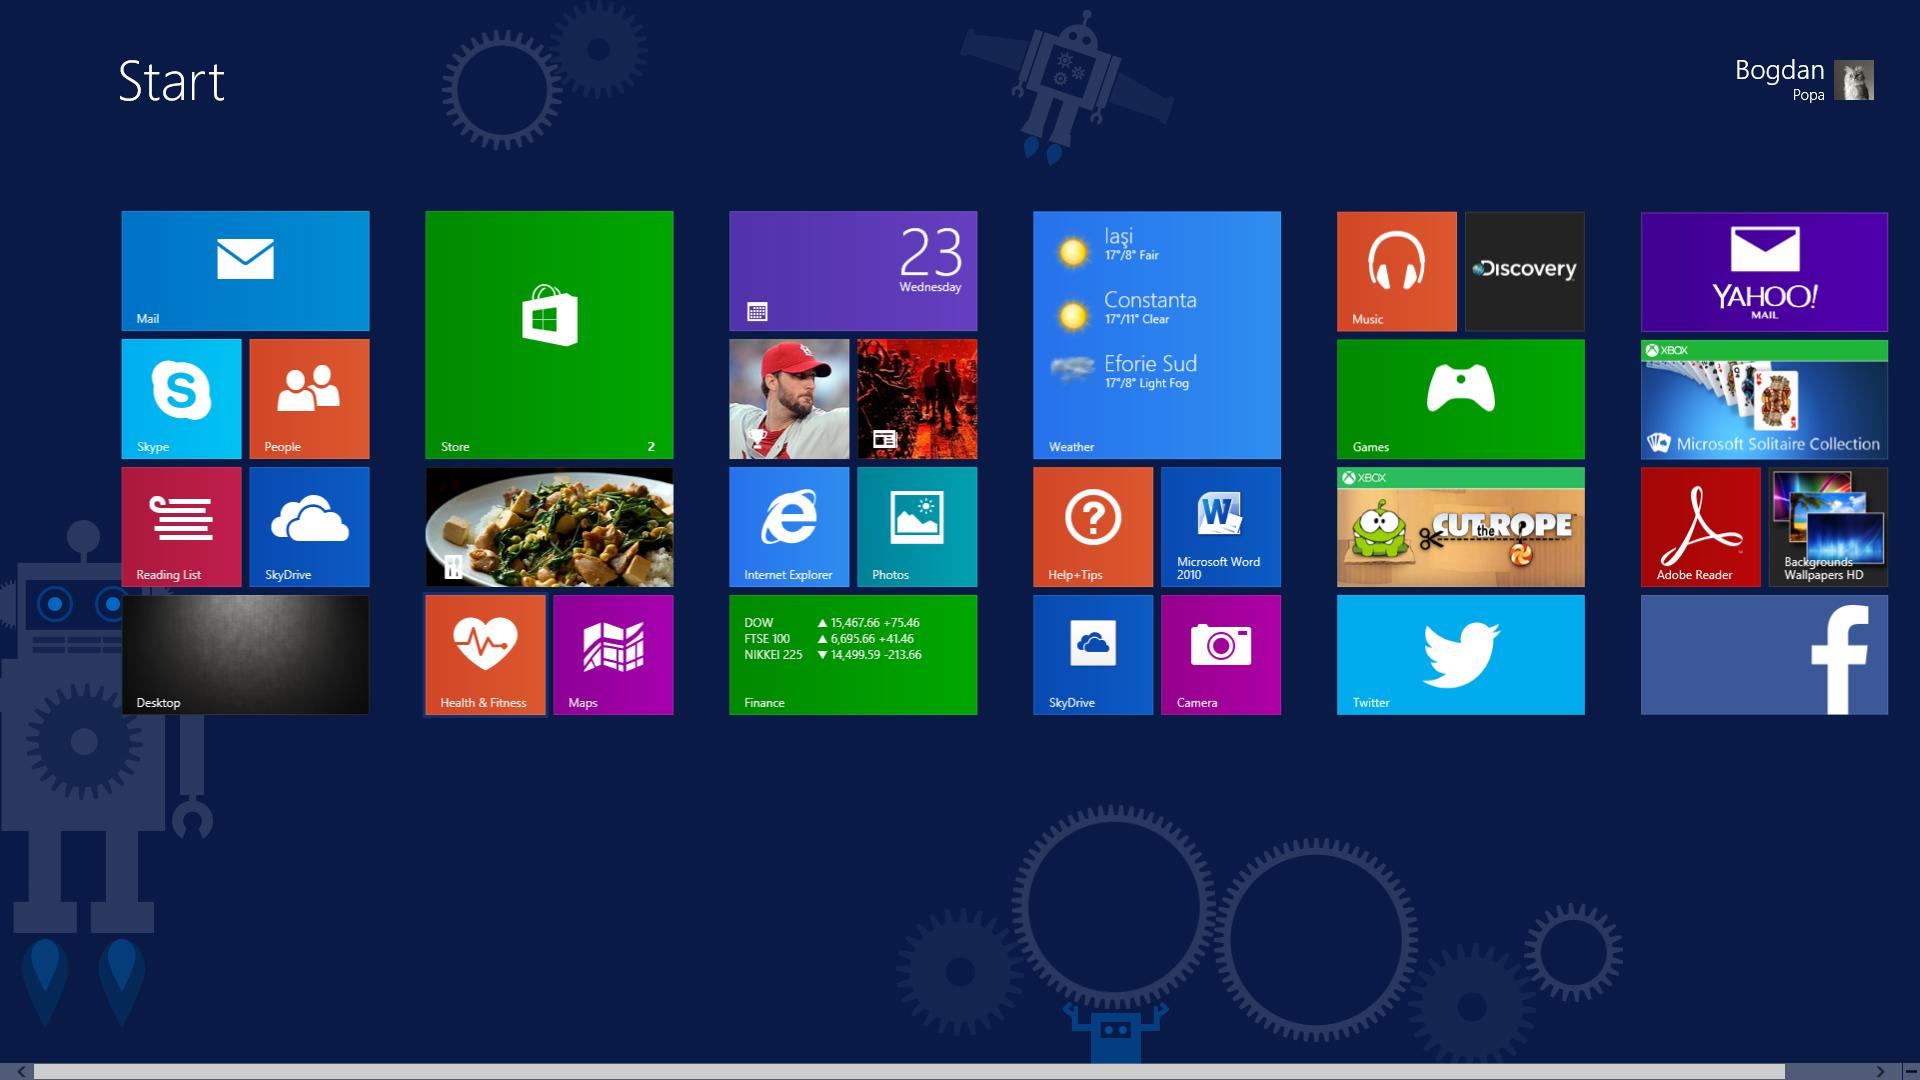 Start
Bogdan
Popa
Mail
Skype
People
Reading List
SkyDrive
Desktop
Store
2
Health & Fitness
Maps
23
Wednesday
Internet Explorer
Photos
DOW ▲ 15,467.66 +75.46
FTSE 100 ▲ 6,695.66 +41.46
NIKKEI 225 ▼ 14,499.59 -213.66
Finance
Iaşi
17°/8° Fair
Constanta
17°/11° Clear
Eforie Sud
17°/8° Light Fog
Weather
Help+Tips
Microsoft Word
2010
SkyDrive
Camera
Music
Discovery
Games
XBOX
CUT the ROPE
Twitter
YAHOO!
MAIL
XBOX
Microsoft Solitaire Collection
Adobe Reader
Backgrounds
Wallpapers HD